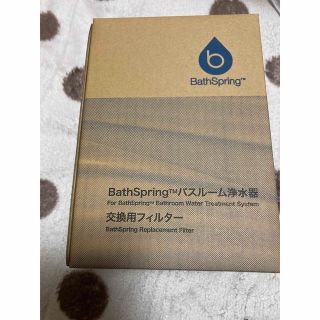 b
BathSpring™
BathSpring™バスルーム浄水器
For BathSpring™ Bathroom Water Treatment System
交換用フィルター
BathSpring Replacement Filter